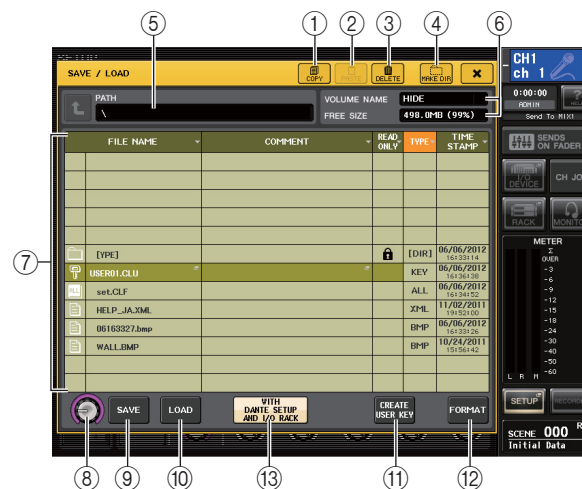 ① ② ③ ④ ⑤ ⑥
SAVE / LOAD
COPY
PASTE
DELETE
MAKE DIR
×
CH1
ch 1
PATH
\
VOLUME NAME HIDE
FREE SIZE 498.0MB (99%)
0:00:00
ADMIN
Send To MIX1
FILE NAME COMMENT READ ONLY TYPE TIME STAMP
SENDS ON FADER
I/O DEVICE
CH JO
RACK
MONITO
METER
Σ
OVER
-3
-6
-9
-12
-15
-18
-24
-30
-40
-50
-60
L R M
⑦
[YPE] [DIR] 06/06/2012 16:33:14
USER01.CLU KEY 06/06/2012 16:36:38
ALL set.CLF ALL 06/06/2012 16:34:52
HELP_JA.XML XML 11/02/2011 19:52:00
06163327.bmp BMP 06/06/2012 16:33:26
WALL.BMP BMP 10/24/2011 15:56:42
SAVE
LOAD
WITH DANTE SETUP AND I/O RACK
CREATE USER KEY
FORMAT
SETUP
RECORDE
SCENE 000 R
Initial Data
⑧ ⑨ ⑩ ⑬ ⑪ ⑫